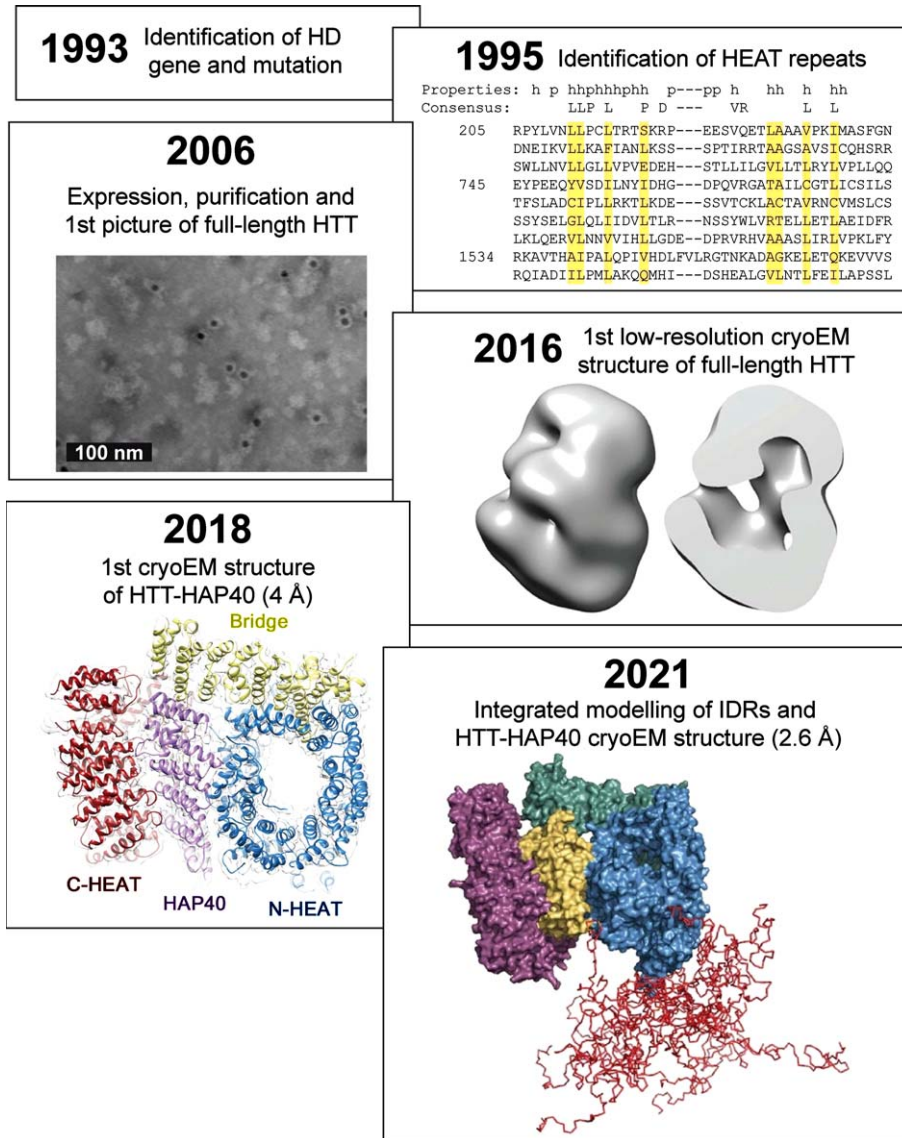 1993 Identification of HD
gene and mutation
1995 Identification of HEAT repeats
Properties: h p hhphhhphh p---pp h hh h hh
Consensus: LLP L P D VR L L
205 RPYLVNLLPCLTRTSKRP---EESVQETLAAAVPKIMASFGN
DNEIKVLLKAFIANLKSS---SPTIRRTAAGSAVSICQHSRR
SWLLNVLLGLLVPVEDEH---STLLILGVLLTLRYLVPLLQQ
745 EYPEEQYVSDILNYIDHG---DPQVRGATAILCGTLICSILS
TFSLADCIPLLRKTLKDE---SSVTCKLACTAVRNCVMSLCS
SSYSELGLQLIIDVLTLR---NSSYWLVRTELLETLAEIDFR
LKLQERVLNNVVIHLLGDE--DPRVRHVAAASLIRLVPKLFY
1534 RKAVTHAIPALQPIVHDLFVLRGTNKADAGKELETQKEVVVS
RQIADIILPMLAKQQMHI---DSHEALGVLNTLFEILAPSSL
2006
Expression, purification and
1st picture of full-length HTT
100 nm
2016 1st low-resolution cryoEM
structure of full-length HTT
2018
1st cryoEM structure
of HTT-HAP40 (4 Å)
Bridge
C-HEAT
HAP40
N-HEAT
2021
Integrated modelling of IDRs and
HTT-HAP40 cryoEM structure (2.6 Å)